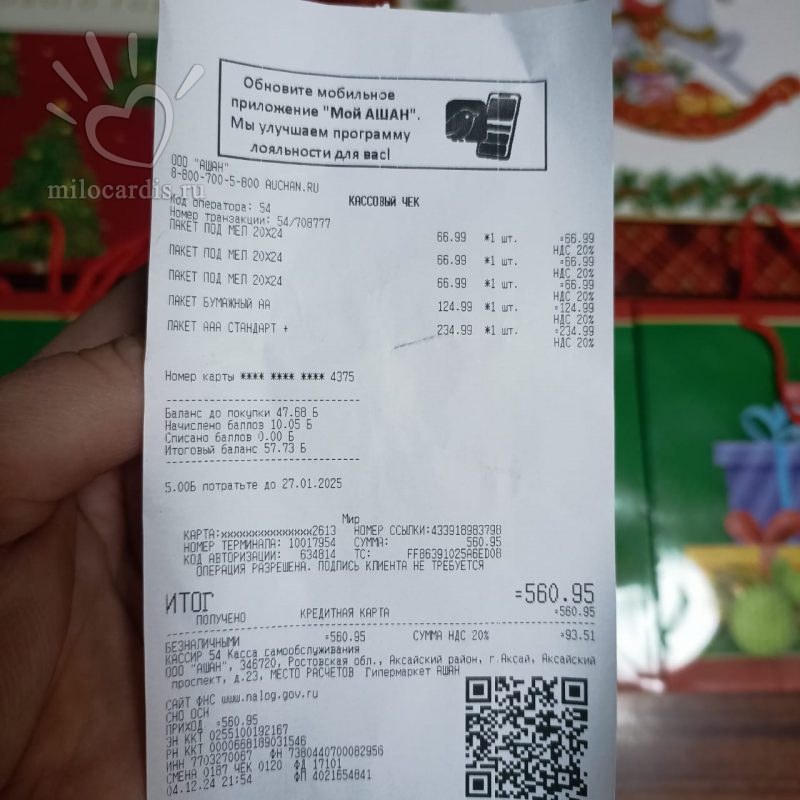 Обновите мобильное
приложение "Мой АШАН".
Мы улучшаем программу
лояльности для вас!
milocardis.ru
ООО "АШАН"
8-800-700-5-800 AUCHAN.RU
Код оператора: 54 КАССОВЫЙ ЧЕК
Номер транзакции: 54/708777
ПАКЕТ ПОД МЕЛ 20X24 66.99 *1 шт. =66.99
НДС 20%
ПАКЕТ ПОД МЕЛ 20X24 66.99 *1 шт. =66.99
НДС 20%
ПАКЕТ ПОД МЕЛ 20X24 66.99 *1 шт. =66.99
НДС 20%
ПАКЕТ БУМАЖНЫЙ АА 124.99 *1 шт. =124.99
НДС 20%
ПАКЕТ ААА СТАНДАРТ + 234.99 *1 шт. =234.99
НДС 20%
Номер карты **** **** **** 4375
Баланс до покупки 47.68 Б
Начислено баллов 10.05 Б
Списано баллов 0.00 Б
Итоговый баланс 57.73 Б
5.00Б потратьте до 27.01.2025
Мир
КАРТА:xxxxxxxxxxxxxxx2613 НОМЕР ССЫЛКИ:433918983798
НОМЕР ТЕРМИНАЛА: 10017954 СУММА: 560.95
КОД АВТОРИЗАЦИИ: 634814 ТС: FFB6391025A6ED08
ОПЕРАЦИЯ РАЗРЕШЕНА. ПОДПИСЬ КЛИЕНТА НЕ ТРЕБУЕТСЯ
ИТОГ =560.95
ПОЛУЧЕНО КРЕДИТНАЯ КАРТА =560.95
БЕЗНАЛИЧНЫМИ =560.95 СУММА НДС 20% =93.51
КАССИР 54 Касса самообслуживания
ООО "АШАН", 346720, Ростовская обл., Аксайский район, г.Аксай, Аксайский
проспект, д.23, МЕСТО РАСЧЕТОВ Гипермаркет АШАН
САЙТ ФНС www.nalog.gov.ru
СНО ОСН
ПРИХОД =560.95
ЗН ККТ 0255100192167
РН ККТ 0000668189031546
ИНН 7703270067 ФН 7380440700082956
СМЕНА 0187 ЧЕК 0120 ФД 17101
04.12.24 21:54 ФП 4021654841